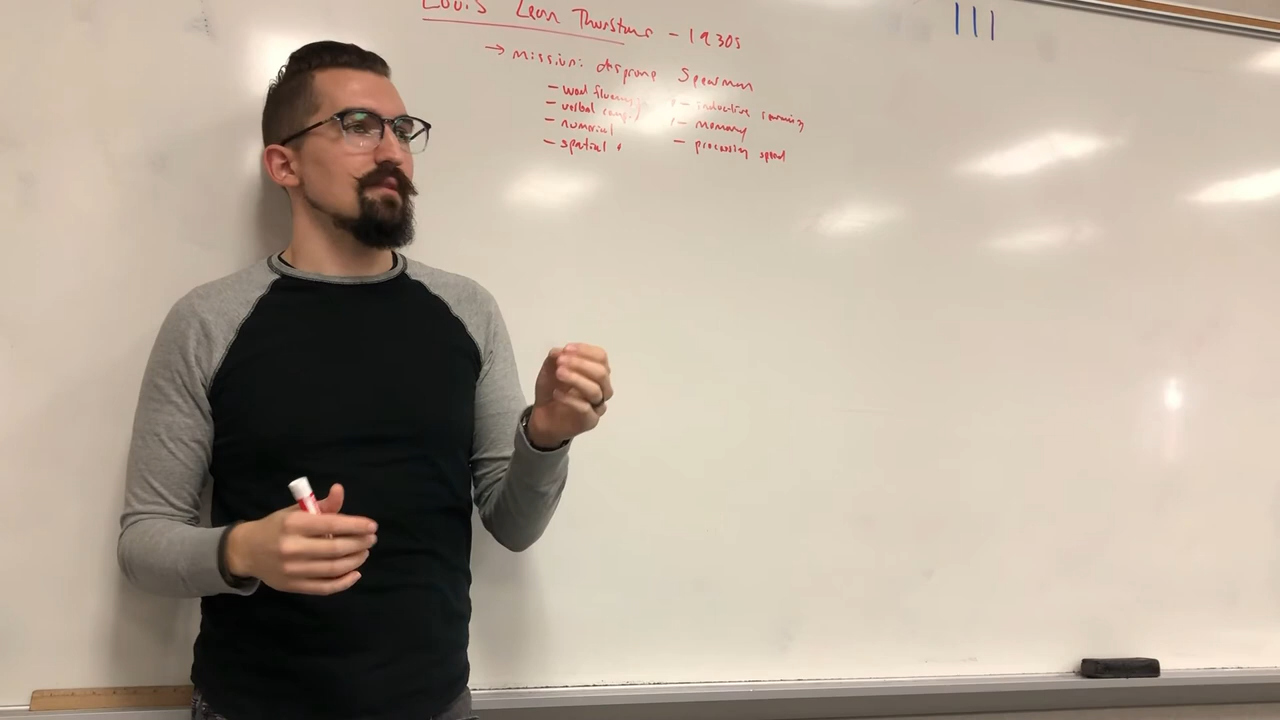 Louis Leon Thurstone - 1930s
→ Mission: disprove Spearman
- word fluency
- verbal comp.
- numerical
- spatial
- inductive reasoning
- memory
- processing speed
|||